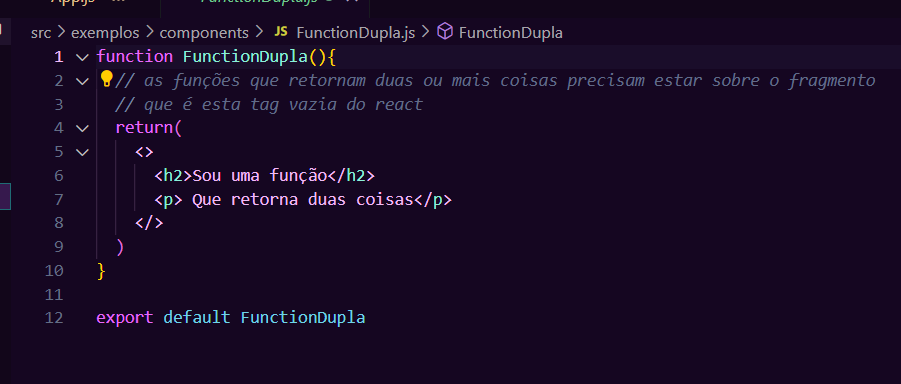 src > exemplos > components > JS FunctionDupla.js > FunctionDupla
1 function FunctionDupla(){
2 // as funções que retornam duas ou mais coisas precisam estar sobre o fragmento
3 // que é esta tag vazia do react
4 return(
5 <>
6 <h2>Sou uma função</h2>
7 <p> Que retorna duas coisas</p>
8 </>
9 )
10 }
11
12 export default FunctionDupla